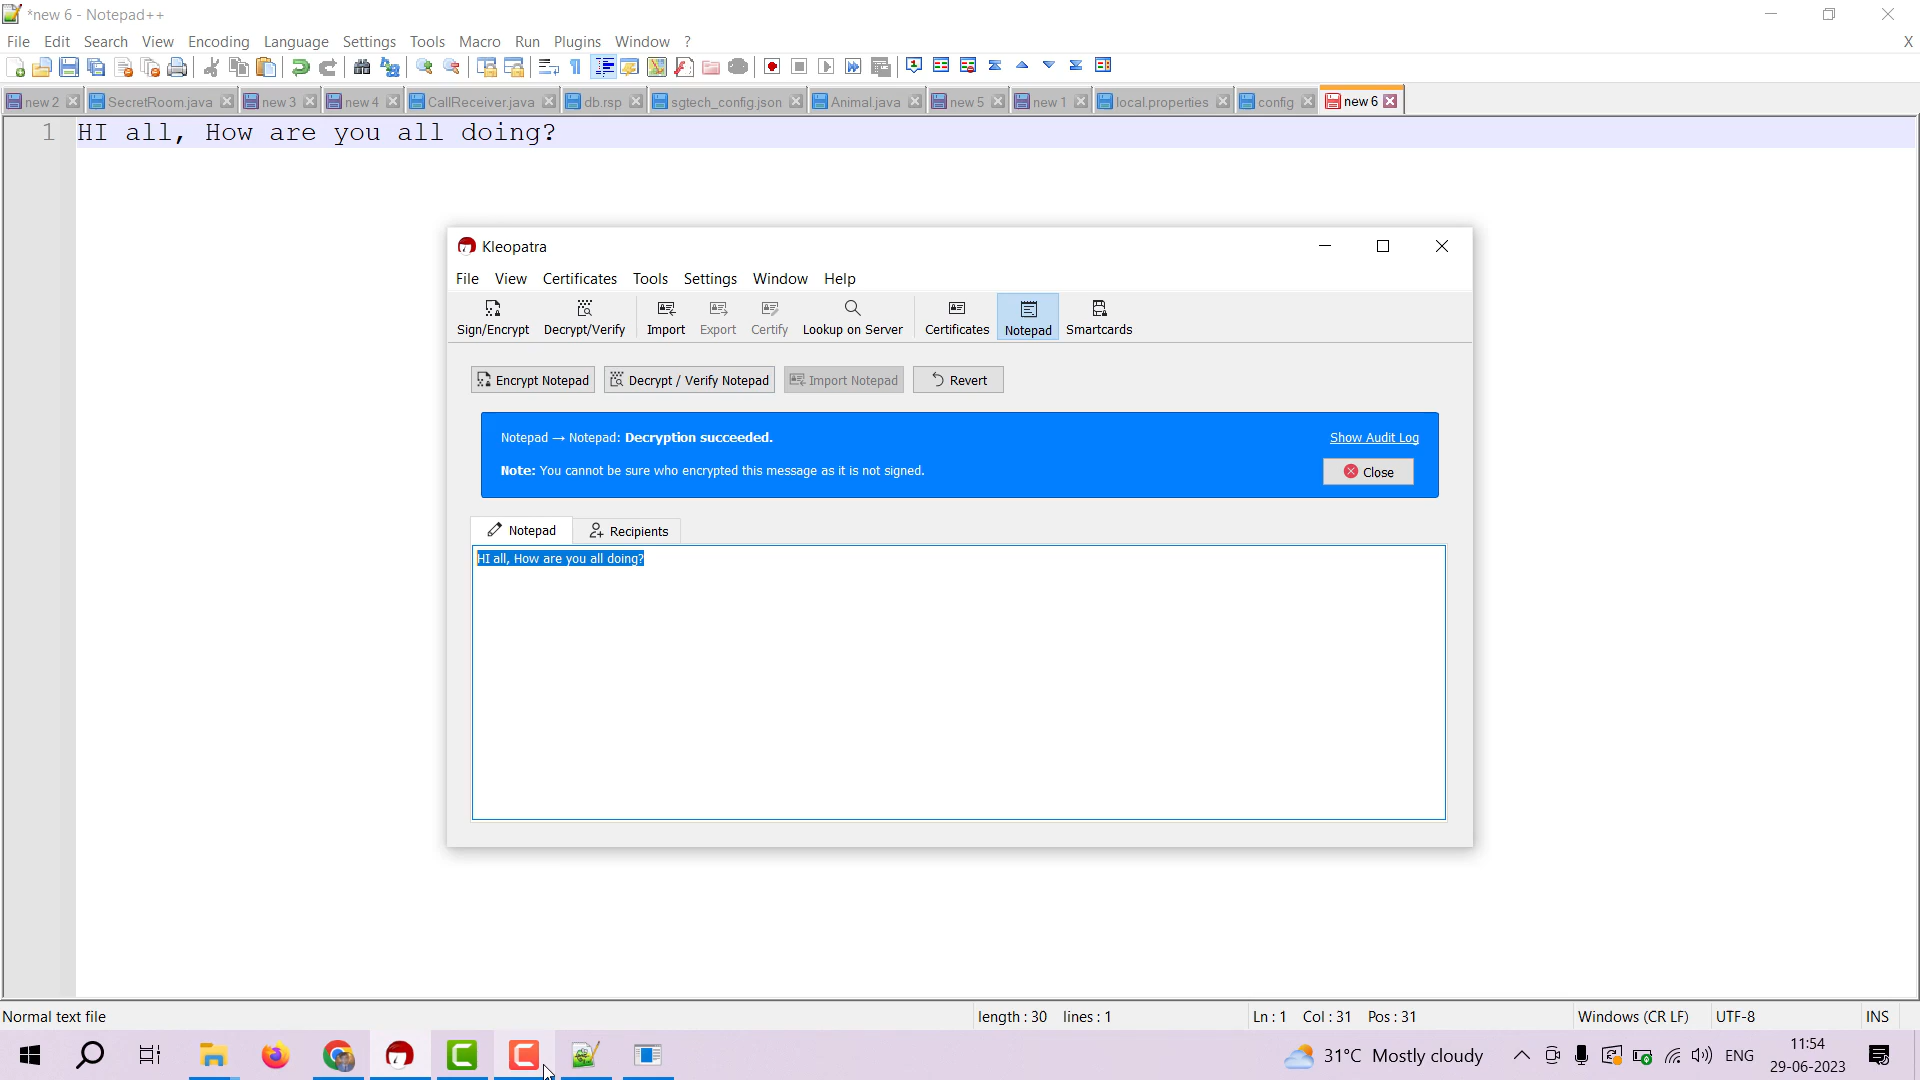 *new 6 - Notepad++
File Edit Search View Encoding Language Settings Tools Macro Run Plugins Window ? X
new 2 SecretRoom.java new 3 new 4 CallReceiver.java db.rsp sgtech_config.json Animal.java new 5 new 1 local.properties config new 6
1 HI all, How are you all doing?
Kleopatra
File View Certificates Tools Settings Window Help
Sign/Encrypt Decrypt/Verify Import Export Certify Lookup on Server Certificates Notepad Smartcards
Encrypt Notepad Decrypt / Verify Notepad Import Notepad Revert
Notepad → Notepad: Decryption succeeded. Show Audit Log
Note: You cannot be sure who encrypted this message as it is not signed. Close
Notepad Recipients
HI all, How are you all doing?
Normal text file length : 30 lines : 1 Ln : 1 Col : 31 Pos : 31 Windows (CR LF) UTF-8 INS
31°C Mostly cloudy ENG 11:54
29-06-2023